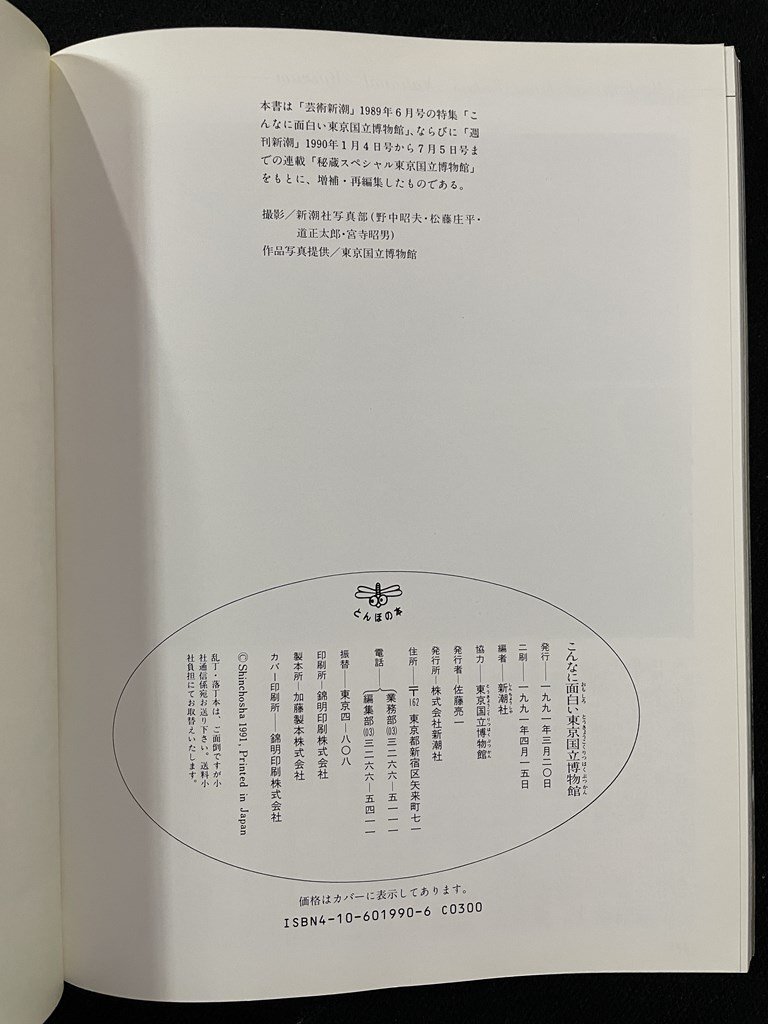 本書は「芸術新潮」1989年6月号の特集「こ
んなに面白い東京国立博物館」、ならびに「週
刊新潮」1990年1月4日号から7月5日号ま
での連載「秘蔵スペシャル東京国立博物館」
をもとに、増補・再編集したものである。
撮影／新潮社写真部(野中昭夫・松藤庄平・
道正太郎・宮寺昭男)
作品写真提供／東京国立博物館
とんぼの本
こんなに面白い東京国立博物館
発行―一九九一年三月二〇日
二刷―一九九一年四月一五日
編者―新潮社
協力―東京国立博物館
発行者―佐藤亮一
発行所―株式会社新潮社
住所―〒162 東京都新宿区矢来町七一
電話―業務部(03)三二六六―五一一一
編集部(03)三二六六―五四一一
振替―東京四―八〇八
印刷所―錦明印刷株式会社
製本所―加藤製本株式会社
カバー印刷所―錦明印刷株式会社
©Shinchosha 1991, Printed in Japan
乱丁・落丁本は、ご面倒ですが小
社通信係宛お送り下さい。送料小
社負担にてお取替えいたします。
価格はカバーに表示してあります。
ISBN4-10-601990-6 C0300